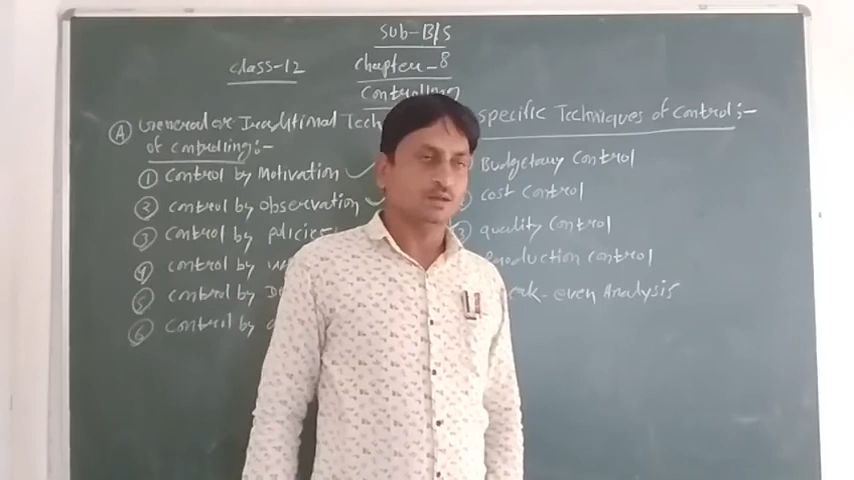 Sub-B/S
class-12
Chapter-8
Controlling
Ⓐ General or Traditional Tech
of Controlling:-
① Control by Motivation ✓
② control by observation
③ Control by policies
④ Control by
⑤ Control by
⑥ Control by
specific Techniques of Control:-
Budgetary Control
cost Control
③ quality Control
production control
even Analysis